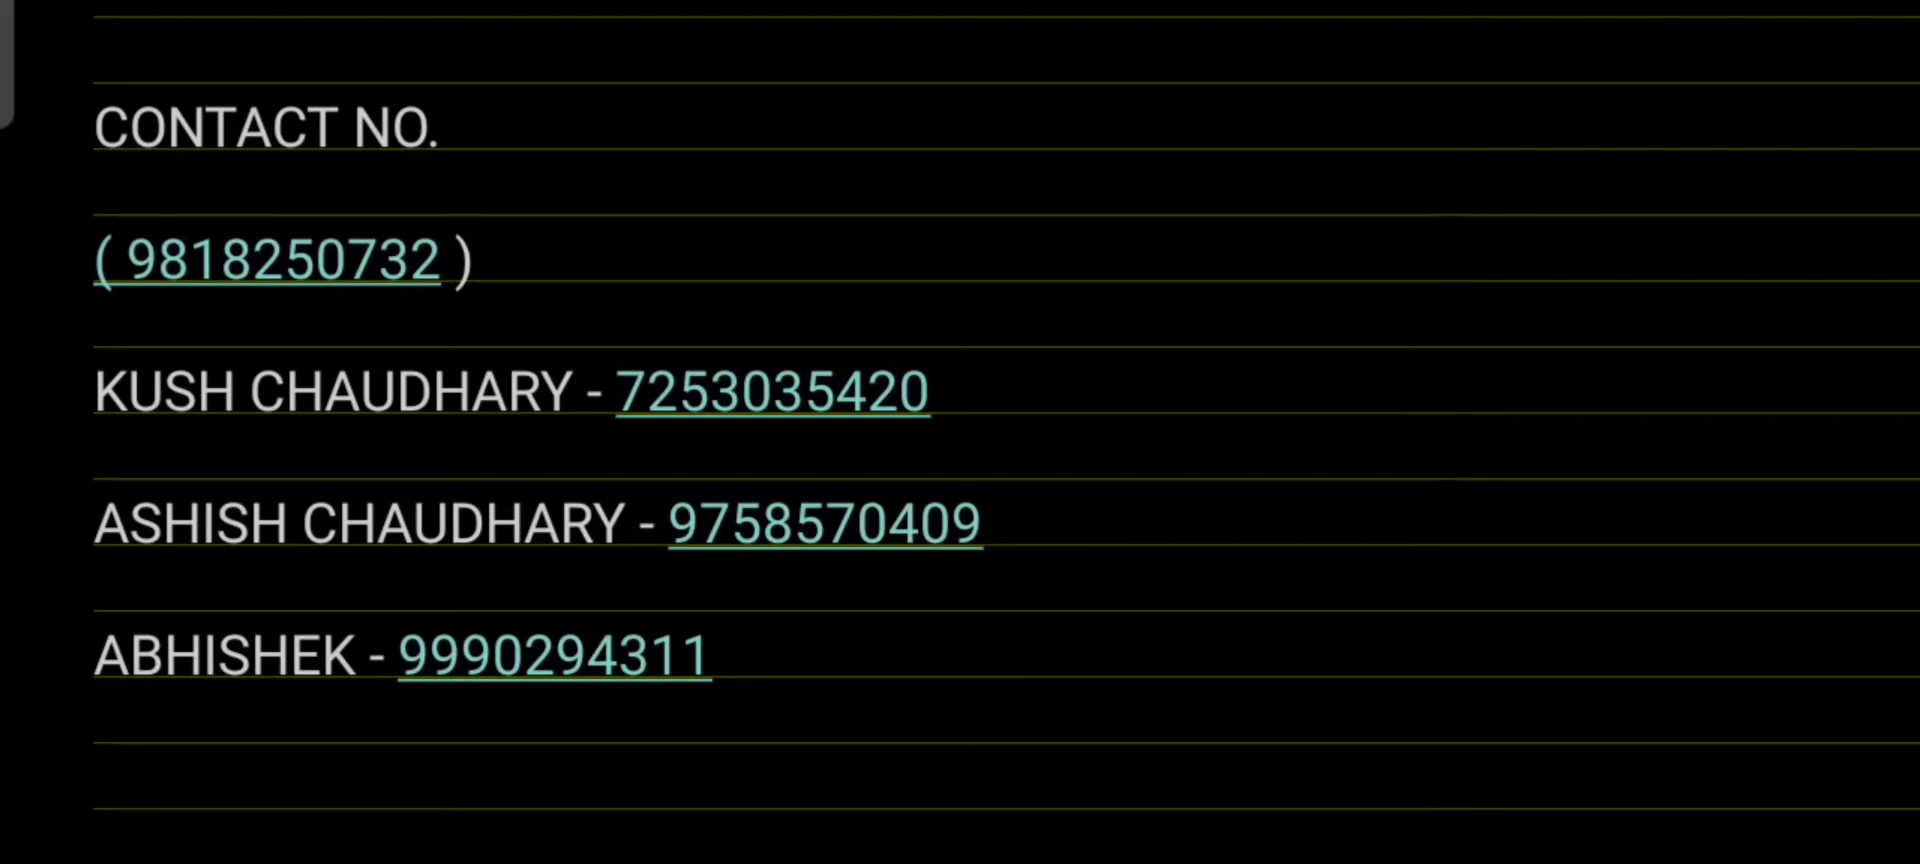 CONTACT NO.
( 9818250732 )
KUSH CHAUDHARY - 7253035420
ASHISH CHAUDHARY - 9758570409
ABHISHEK - 9990294311